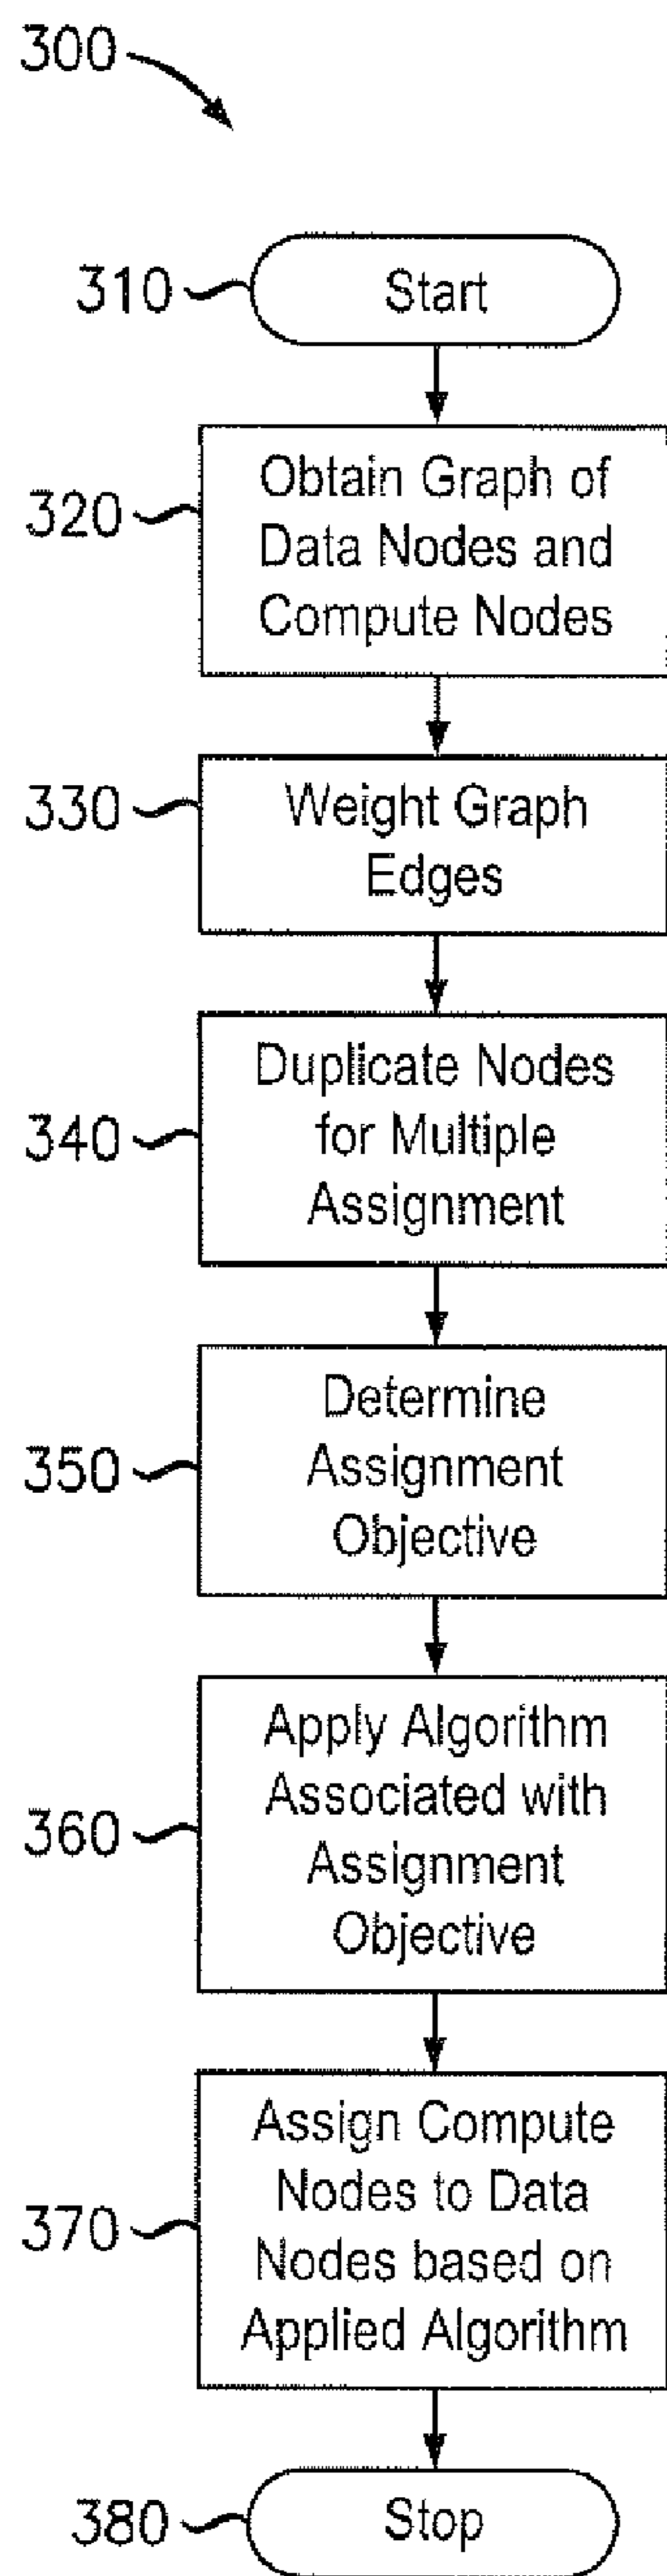 300
310
Start
320
Obtain Graph of
Data Nodes and
Compute Nodes
330
Weight Graph
Edges
340
Duplicate Nodes
for Multiple
Assignment
350
Determine
Assignment
Objective
360
Apply Algorithm
Associated with
Assignment
Objective
370
Assign Compute
Nodes to Data
Nodes based on
Applied Algorithm
380
Stop